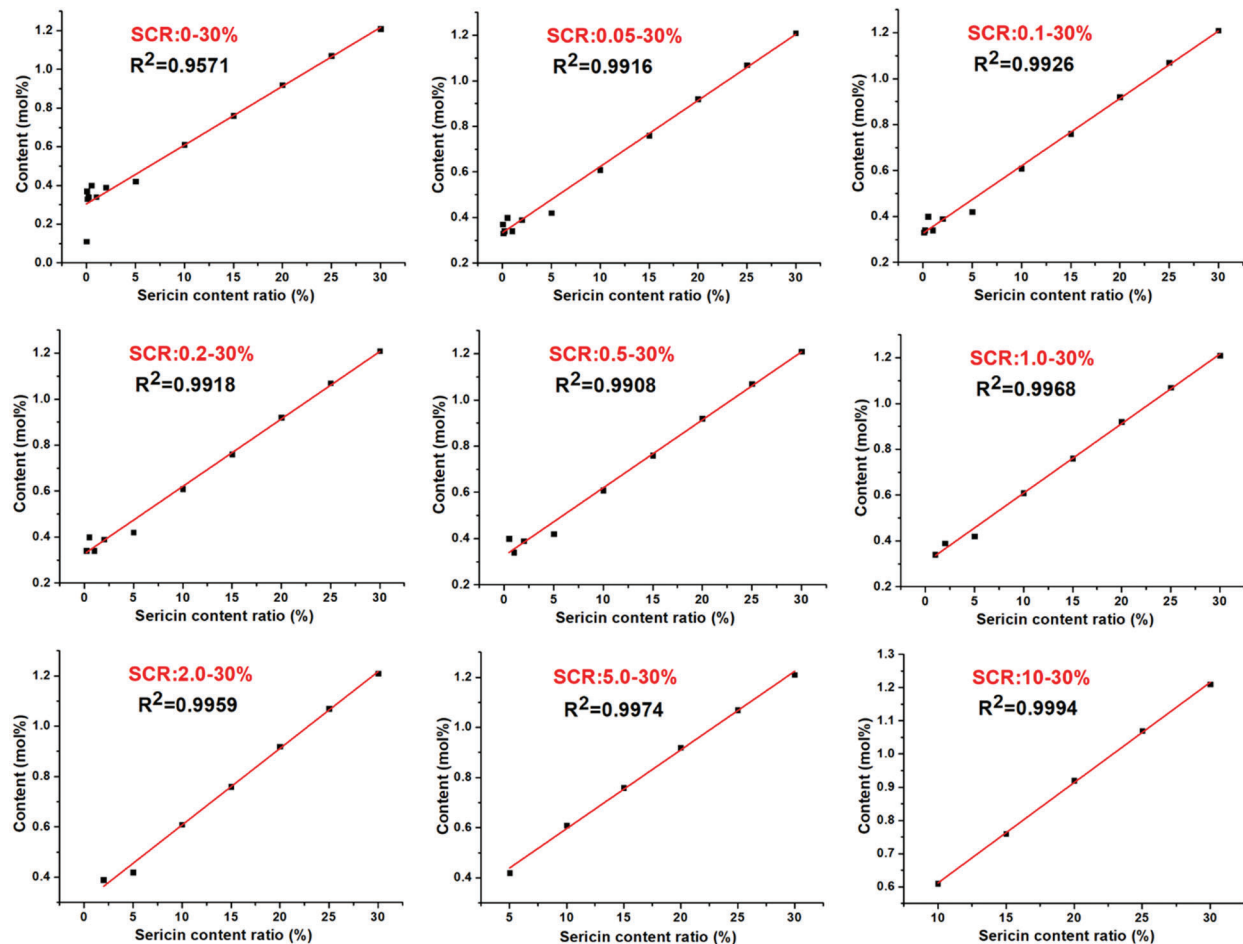 SCR:0-30%
R²=0.9571
Content (mol%)
1.2
1.0
0.8
0.6
0.4
0.2
0.0
0 5 10 15 20 25 30
Sericin content ratio (%)
SCR:0.05-30%
R²=0.9916
Content (mol%)
1.2
1.0
0.8
0.6
0.4
0.2
0 5 10 15 20 25 30
Sericin content ratio (%)
SCR:0.1-30%
R²=0.9926
Content (mol%)
1.2
1.0
0.8
0.6
0.4
0.2
0 5 10 15 20 25 30
Sericin content ratio (%)
SCR:0.2-30%
R²=0.9918
Content (mol%)
1.2
1.0
0.8
0.6
0.4
0.2
0 5 10 15 20 25 30
Sericin content ratio (%)
SCR:0.5-30%
R²=0.9908
Content (mol%)
1.2
1.0
0.8
0.6
0.4
0.2
0 5 10 15 20 25 30
Sericin content ratio (%)
SCR:1.0-30%
R²=0.9968
Content (mol%)
1.2
1.0
0.8
0.6
0.4
0.2
0 5 10 15 20 25 30
Sericin content ratio (%)
SCR:2.0-30%
R²=0.9959
Content (mol%)
1.2
1.0
0.8
0.6
0.4
0 5 10 15 20 25 30
Sericin content ratio (%)
SCR:5.0-30%
R²=0.9974
Content (mol%)
1.2
1.0
0.8
0.6
0.4
5 10 15 20 25 30
Sericin content ratio (%)
SCR:10-30%
R²=0.9994
Content (mol%)
1.3
1.2
1.1
1.0
0.9
0.8
0.7
0.6
10 15 20 25 30
Sericin content ratio (%)